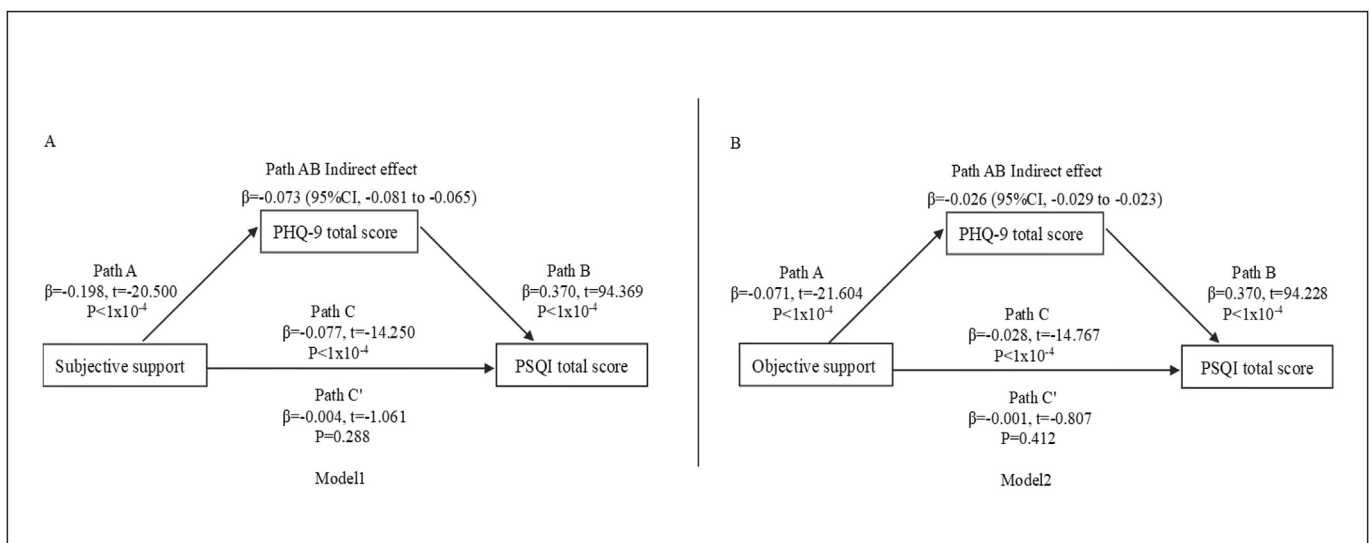 A
Path AB Indirect effect
β=-0.073 (95%CI, -0.081 to -0.065)
PHQ-9 total score
Path A
β=-0.198, t=-20.500
P<1x10⁻⁴
Path B
β=0.370, t=94.369
P<1x10⁻⁴
Path C
β=-0.077, t=-14.250
P<1x10⁻⁴
Subjective support
PSQI total score
Path C'
β=-0.004, t=-1.061
P=0.288
Model1
B
Path AB Indirect effect
β=-0.026 (95%CI, -0.029 to -0.023)
PHQ-9 total score
Path A
β=-0.071, t=-21.604
P<1x10⁻⁴
Path B
β=0.370, t=94.228
P<1x10⁻⁴
Path C
β=-0.028, t=-14.767
P<1x10⁻⁴
Objective support
PSQI total score
Path C'
β=-0.001, t=-0.807
P=0.412
Model2